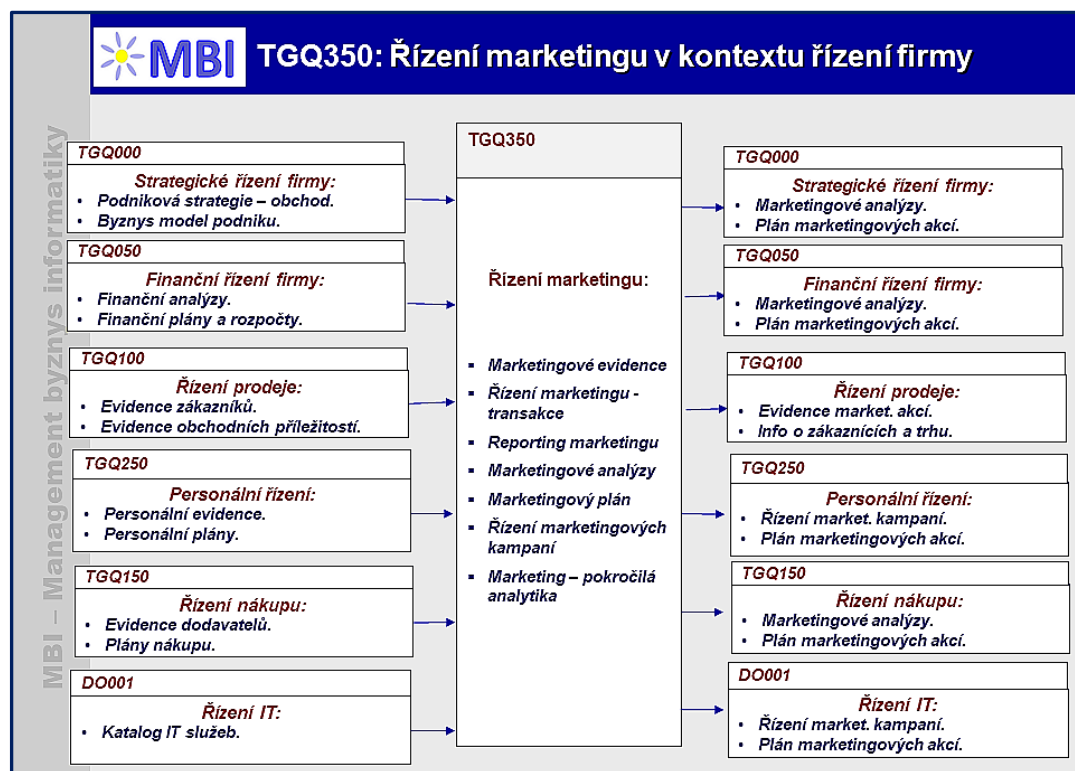 MBI
TGQ350: Řízení marketingu v kontextu řízení firmy
MBI – Management byznys informatiky
TGQ000
Strategické řízení firmy:
• Podniková strategie – obchod.
• Byznys model podniku.
TGQ050
Finanční řízení firmy:
• Finanční analýzy.
• Finanční plány a rozpočty.
TGQ100
Řízení prodeje:
• Evidence zákazníků.
• Evidence obchodních příležitostí.
TGQ250
Personální řízení:
• Personální evidence.
• Personální plány.
TGQ150
Řízení nákupu:
• Evidence dodavatelů.
• Plány nákupu.
DO001
Řízení IT:
• Katalog IT služeb.
TGQ350
Řízení marketingu:
▪ Marketingové evidence
▪ Řízení marketingu -
transakce
▪ Reporting marketingu
▪ Marketingové analýzy
▪ Marketingový plán
▪ Řízení marketingových
kampaní
▪ Marketing – pokročilá
analytika
TGQ000
Strategické řízení firmy:
• Marketingové analýzy.
• Plán marketingových akcí.
TGQ050
Finanční řízení firmy:
• Marketingové analýzy.
• Plán marketingových akcí.
TGQ100
Řízení prodeje:
• Evidence market. akcí.
• Info o zákaznících a trhu.
TGQ250
Personální řízení:
• Řízení market. kampaní.
• Plán marketingových akcí.
TGQ150
Řízení nákupu:
• Marketingové analýzy.
• Plán marketingových akcí.
DO001
Řízení IT:
• Řízení market. kampaní.
• Plán marketingových akcí.